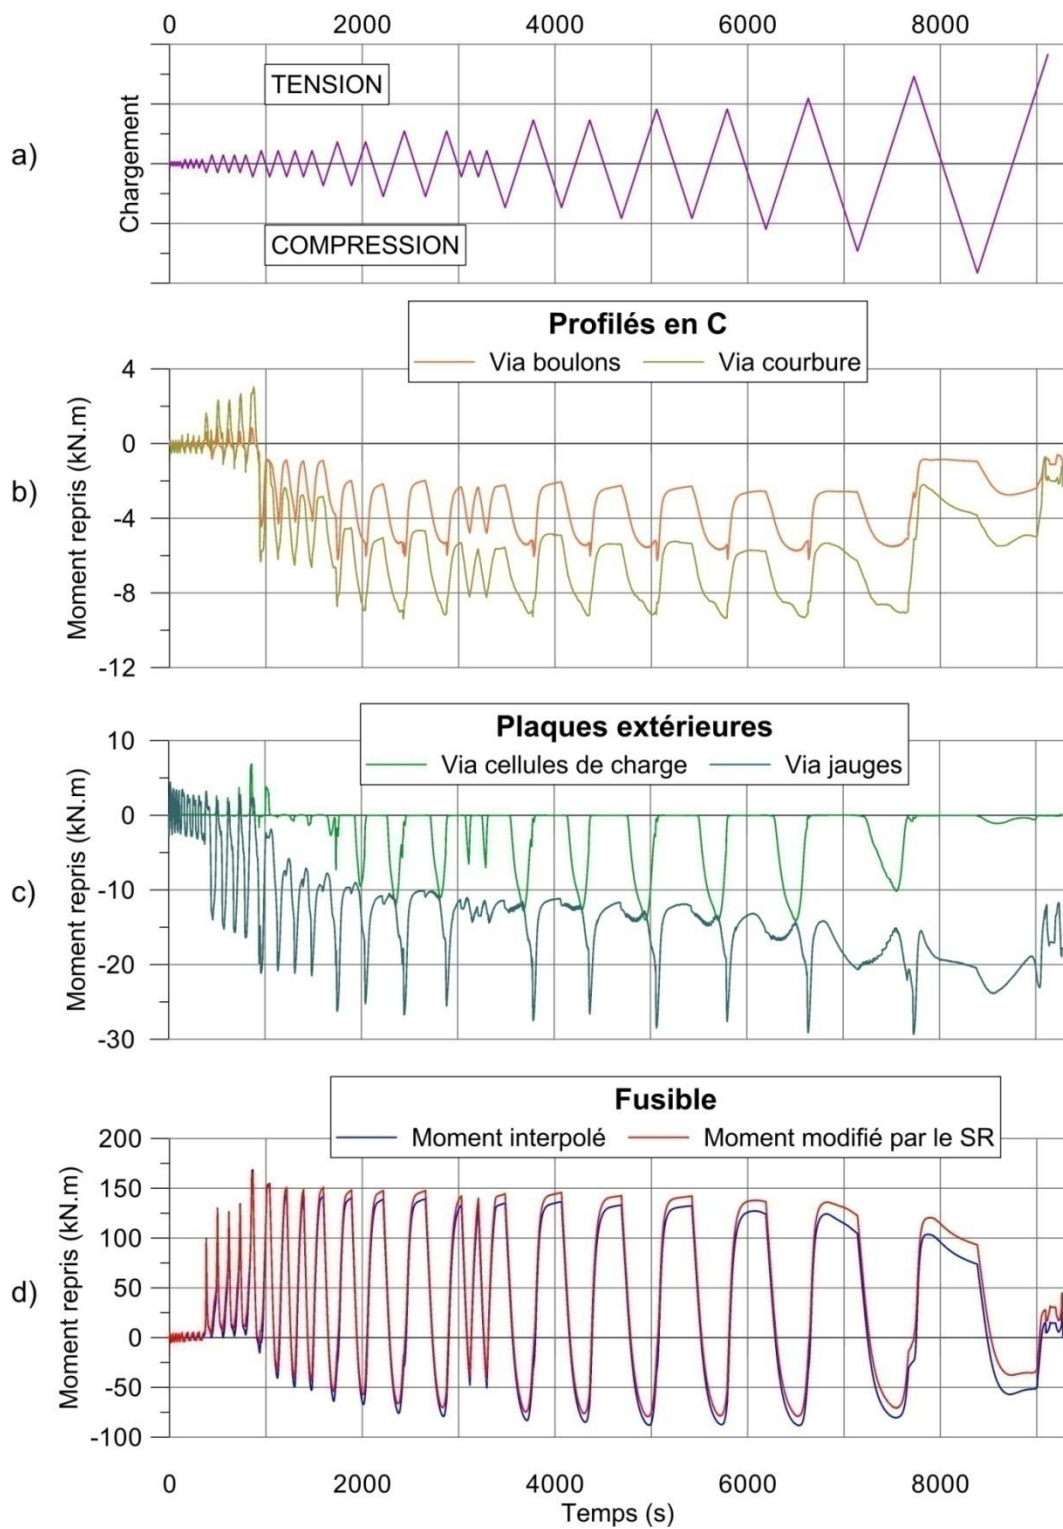 0 2000 4000 6000 8000
a)
Chargement
TENSION
COMPRESSION
Profilés en C
Via boulons Via courbure
b)
Moment repris (kN.m)
4
0
-4
-8
-12
Plaques extérieures
Via cellules de charge Via jauges
c)
Moment repris (kN.m)
10
0
-10
-20
-30
Fusible
Moment interpolé Moment modifié par le SR
d)
Moment repris (kN.m)
200
150
100
50
0
-50
-100
0 2000 4000 6000 8000
Temps (s)